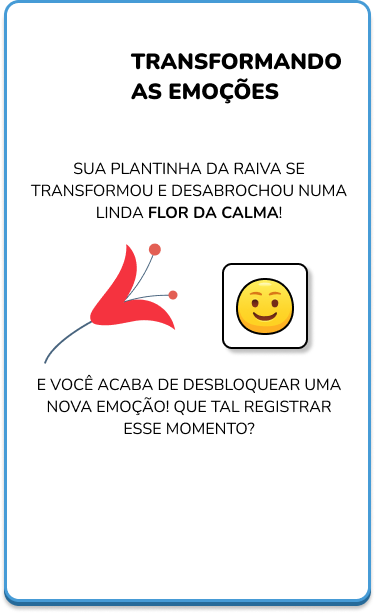 TRANSFORMANDO
AS EMOÇÕES
SUA PLANTINHA DA RAIVA SE
TRANSFORMOU E DESABROCHOU NUMA
LINDA FLOR DA CALMA!
E VOCÊ ACABA DE DESBLOQUEAR UMA
NOVA EMOÇÃO! QUE TAL REGISTRAR
ESSE MOMENTO?